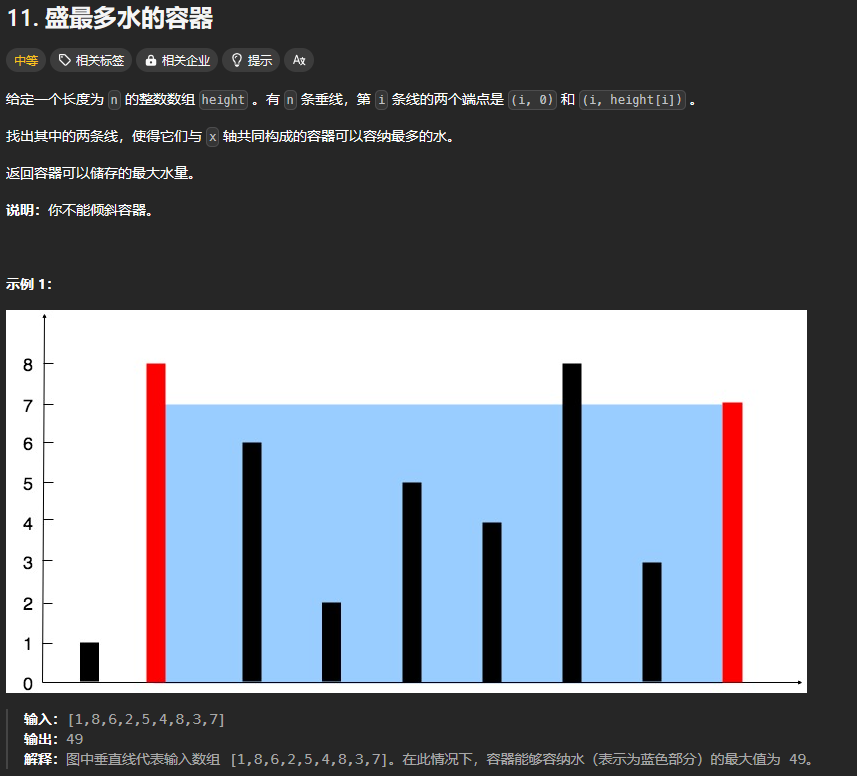 11. 盛最多水的容器
中等 相关标签 相关企业 提示 Ax
给定一个长度为 n 的整数数组 height 。有 n 条垂线，第 i 条线的两个端点是 (i, 0) 和 (i, height[i]) 。
找出其中的两条线，使得它们与 x 轴共同构成的容器可以容纳最多的水。
返回容器可以储存的最大水量。
说明：你不能倾斜容器。
示例 1：
8
7
6
5
4
3
2
1
0
输入：[1,8,6,2,5,4,8,3,7]
输出：49
解释：图中垂直线代表输入数组 [1,8,6,2,5,4,8,3,7]。在此情况下，容器能够容纳水（表示为蓝色部分）的最大值为 49。